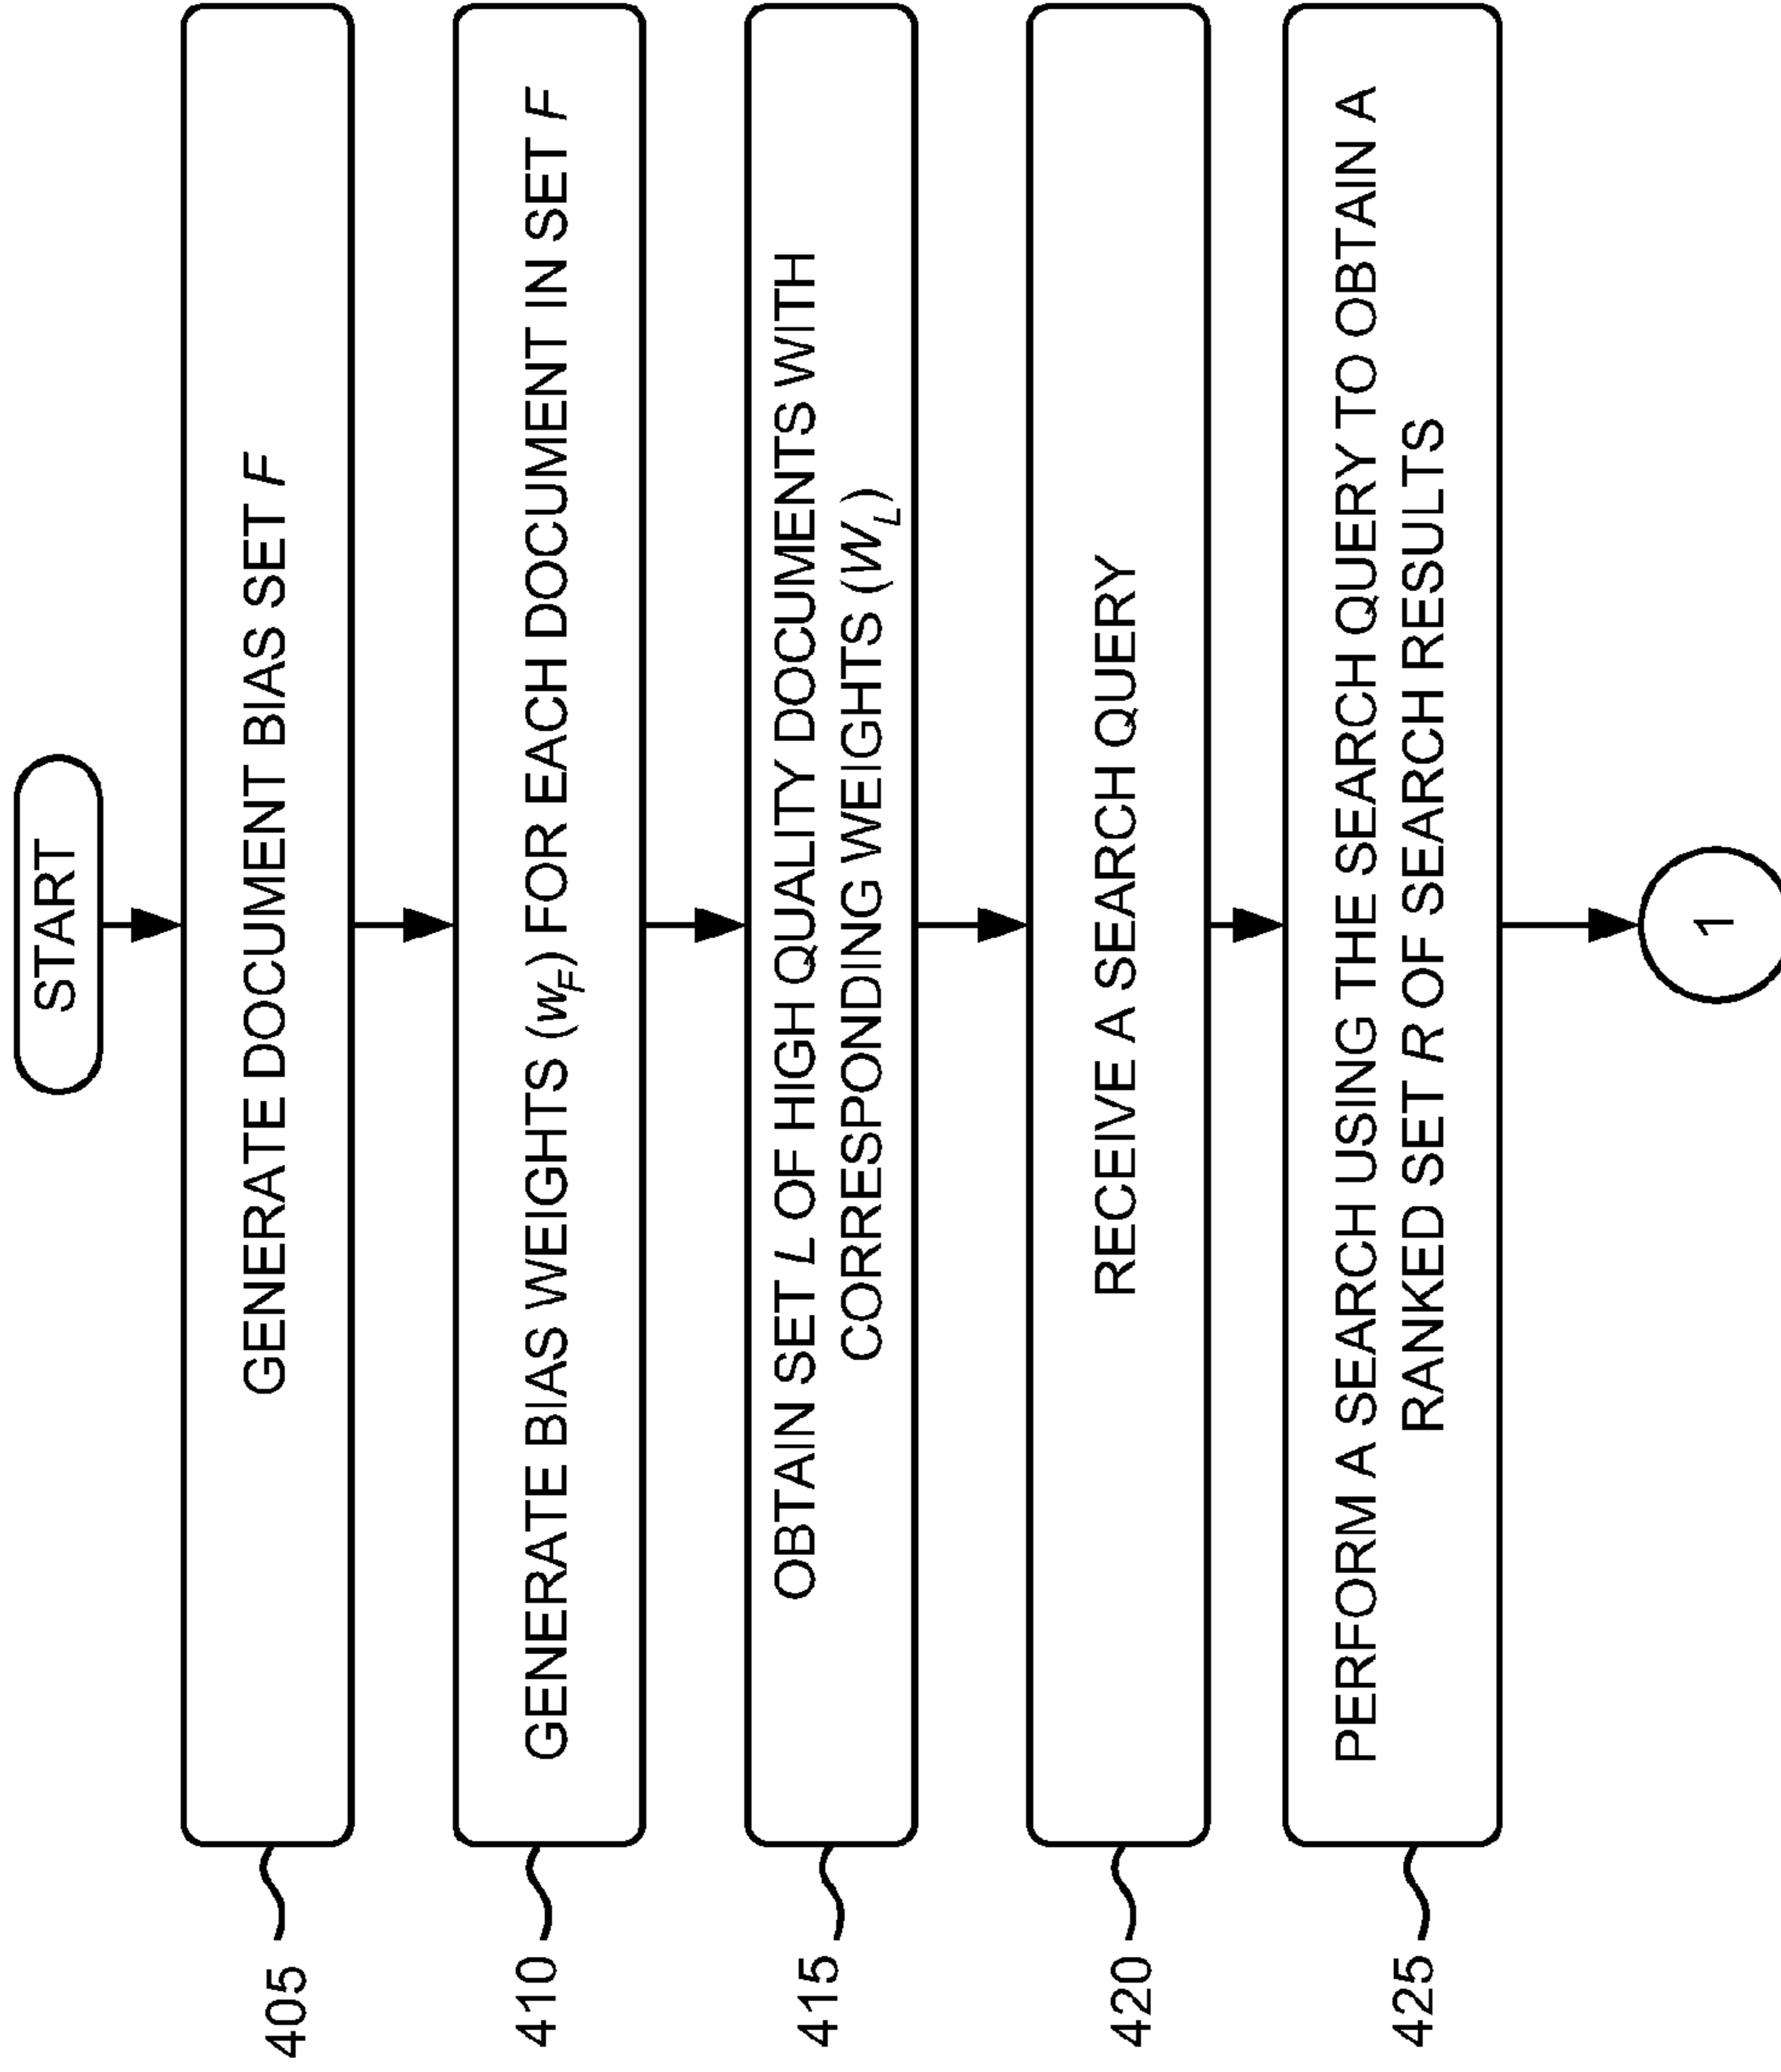 START
405
GENERATE DOCUMENT BIAS SET F
410
GENERATE BIAS WEIGHTS (wF) FOR EACH DOCUMENT IN SET F
415
OBTAIN SET L OF HIGH QUALITY DOCUMENTS WITH
CORRESPONDING WEIGHTS (WL)
420
RECEIVE A SEARCH QUERY
425
PERFORM A SEARCH USING THE SEARCH QUERY TO OBTAIN A
RANKED SET R OF SEARCH RESULTS
1